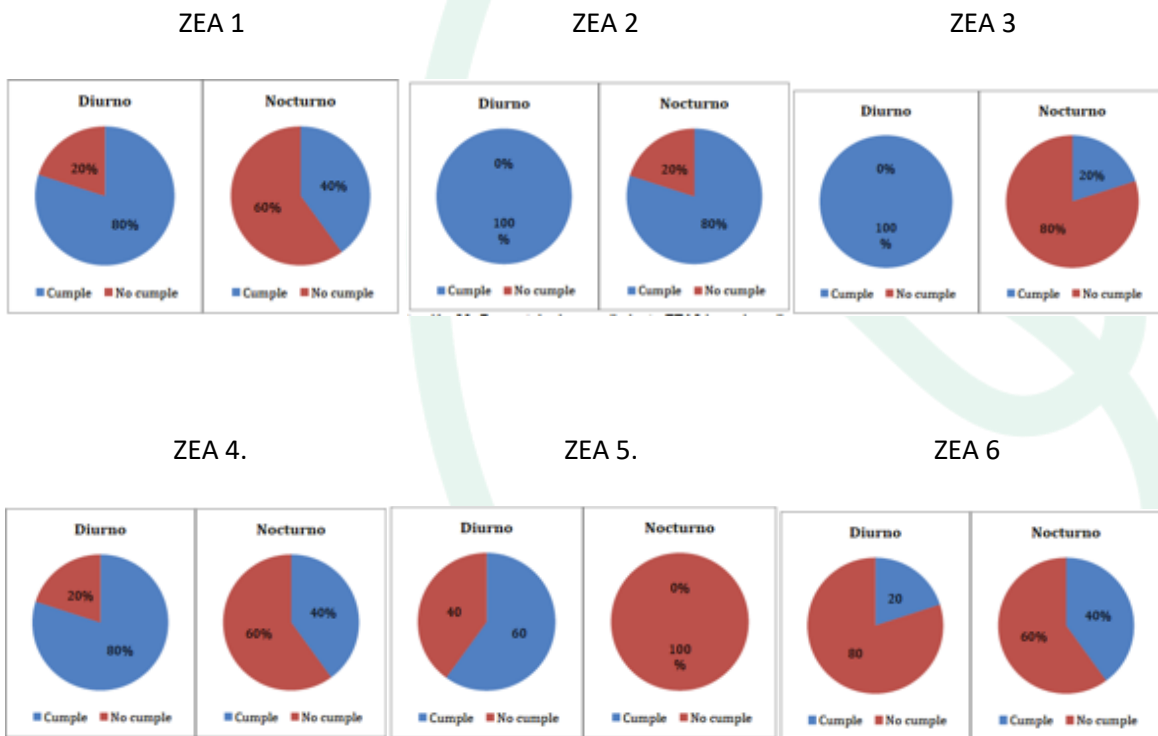 ZEA 1
ZEA 2
ZEA 3
Diurno
20%
80%
Cumple No cumple
Nocturno
40%
60%
Cumple No cumple
Diurno
0%
100
%
Cumple No cumple
Nocturno
20%
80%
Cumple No cumple
Diurno
0%
100
%
Cumple No cumple
Nocturno
20%
80%
Cumple No cumple
ZEA 4.
ZEA 5.
ZEA 6
Diurno
20%
80%
Cumple No cumple
Nocturno
40%
60%
Cumple No cumple
Diurno
40
60
Cumple No cumple
Nocturno
0%
100
%
Cumple No cumple
Diurno
20
80
Cumple No cumple
Nocturno
40%
60%
Cumple No cumple